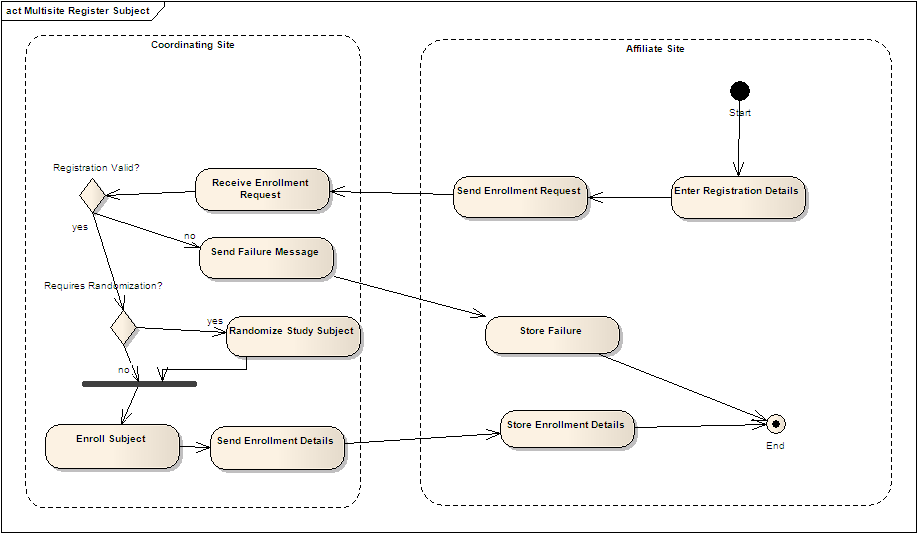 act Multisite Register Subject
Coordinating Site
Affiliate Site
Start
Registration Valid?
Receive Enrollment
Request
Send Enrollment Request
Enter Registration Details
yes
no
Send Failure Message
Requires Randomization?
yes
Randomize Study Subject
Store Failure
no
Enroll Subject
Send Enrollment Details
Store Enrollment Details
End